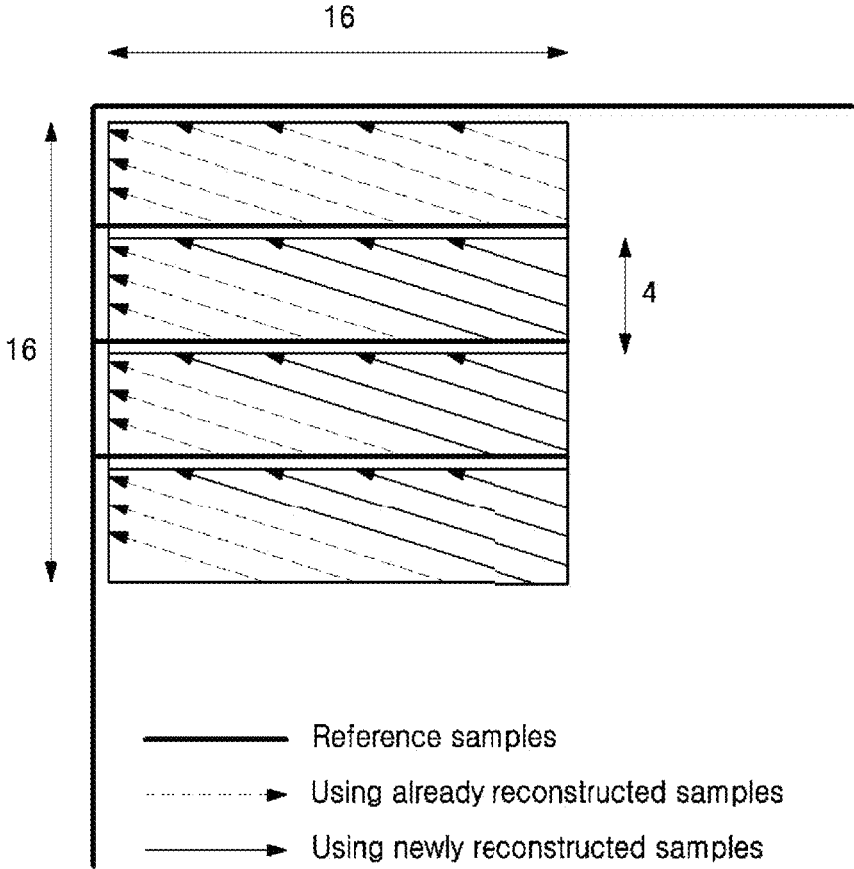 16
4
16
Reference samples
Using already reconstructed samples
Using newly reconstructed samples